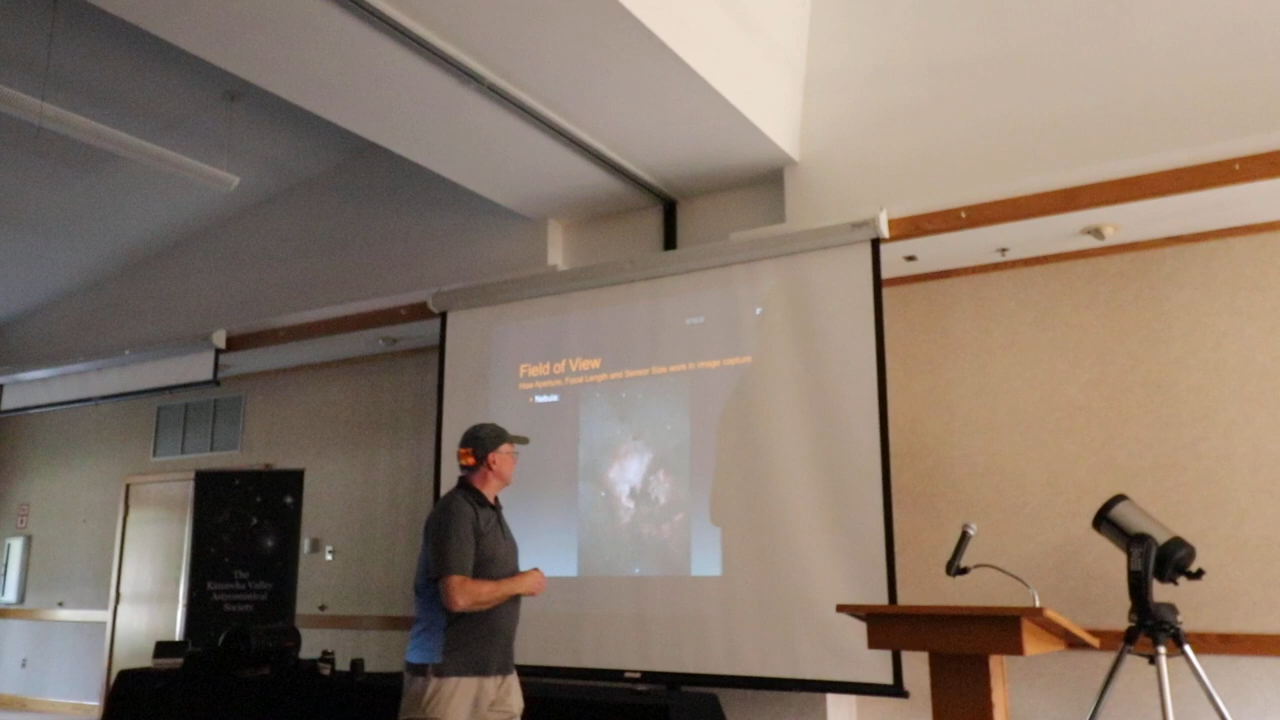 Field of View
How Aperture, Focal Length and Sensor Size work in image capture
Nebula
The
Kanawha Valley
Astronomical
Society